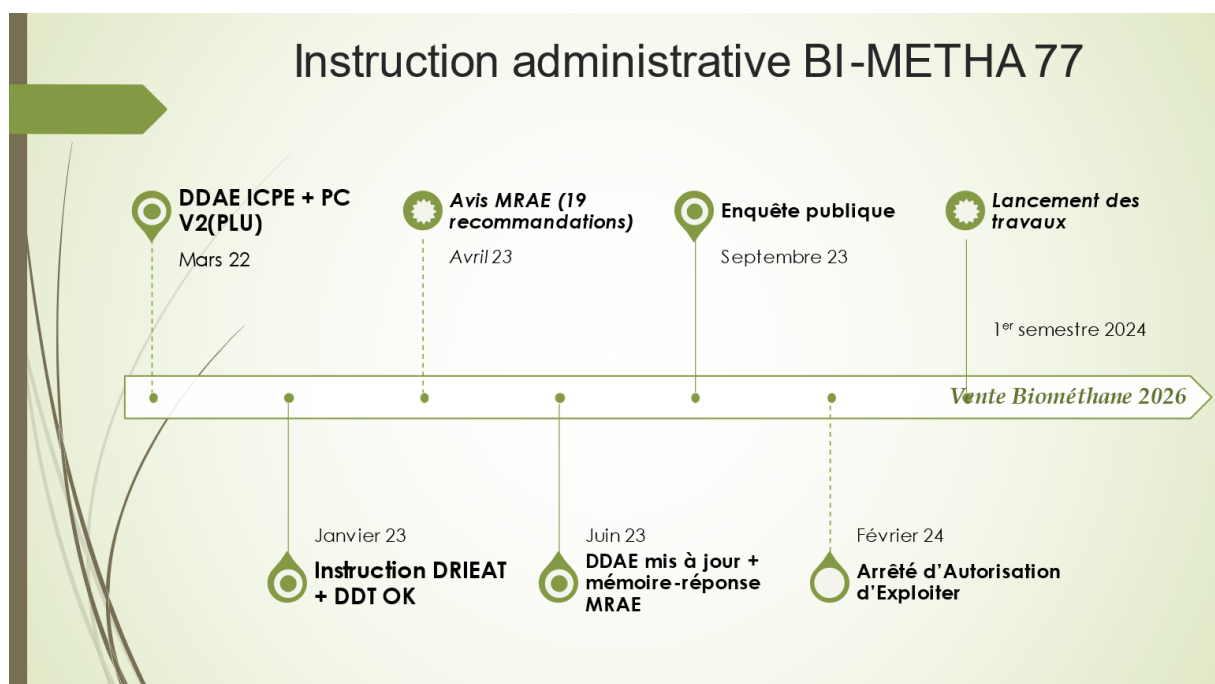 Instruction administrative BI-METHA 77
DDAE ICPE + PC
V2(PLU)
Mars 22
Avis MRAE (19
recommandations)
Avril 23
Enquête publique
Septembre 23
Lancement des
travaux
1er semestre 2024
Vente Biométhane 2026
Janvier 23
Instruction DRIEAT
+ DDT OK
Juin 23
DDAE mis à jour +
mémoire-réponse
MRAE
Février 24
Arrêté d’Autorisation
d’Exploiter